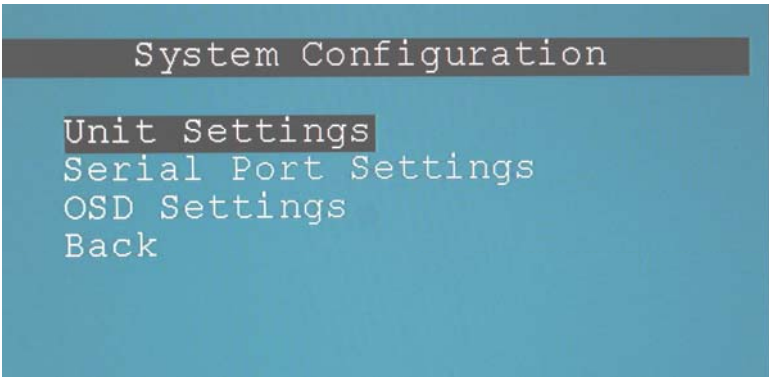 System Configuration
Unit Settings
Serial Port Settings
OSD Settings
Back